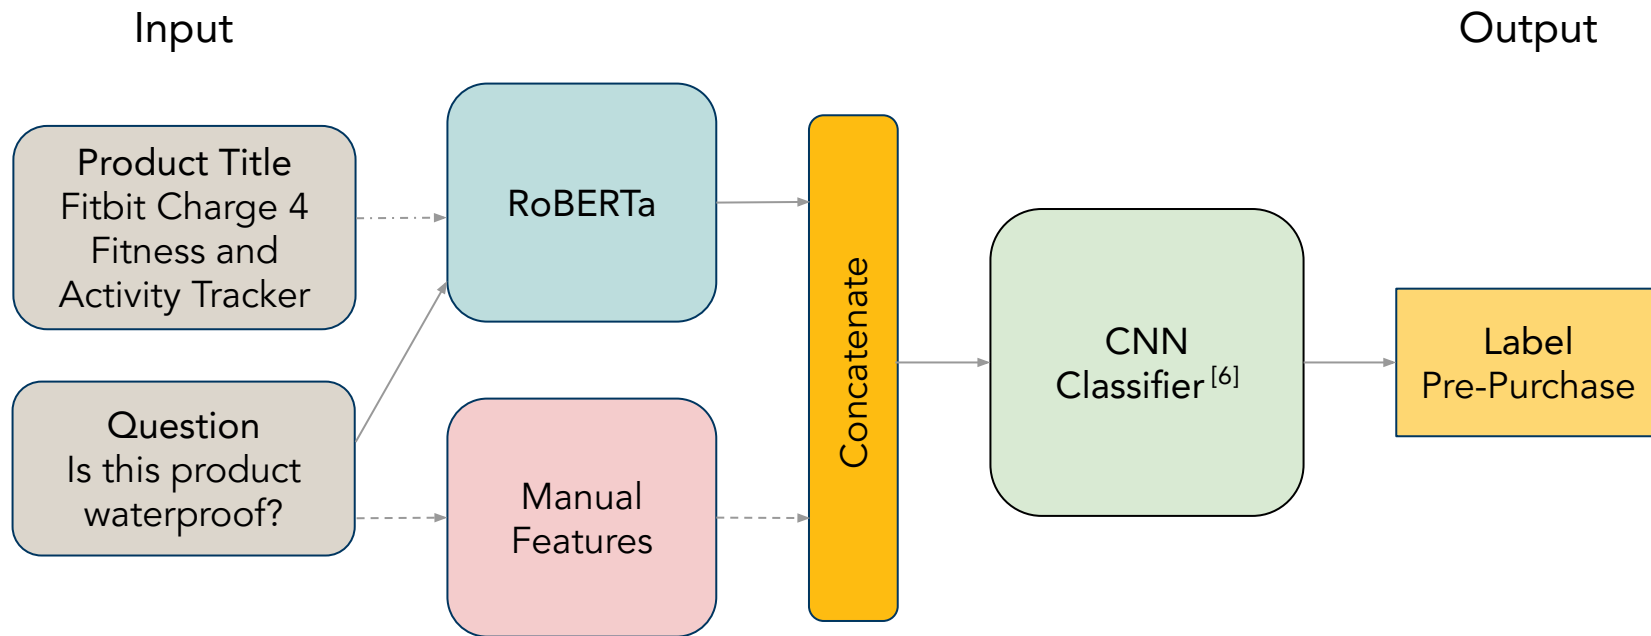 Input
Output
Product Title
Fitbit Charge 4
Fitness and
Activity Tracker
Question
Is this product
waterproof?
RoBERTa
Manual
Features
Concatenate
CNN
Classifier [6]
Label
Pre-Purchase